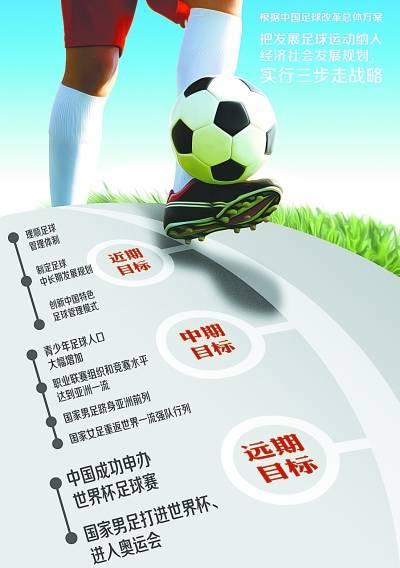 根据中国足球改革总体方案
把发展足球运动纳入
经济社会发展规划，
实行三步走战略
近期
目标
理顺足球
管理体制
制定足球
中长期发展规划
创新中国特色
足球管理模式
中期
目标
青少年足球人口
大幅增加
职业联赛组织和竞赛水平
达到亚洲一流
国家男足跻身亚洲前列
国家女足重返世界一流强队行列
远期
目标
中国成功申办
世界杯足球赛
国家男足打进世界杯、
进入奥运会